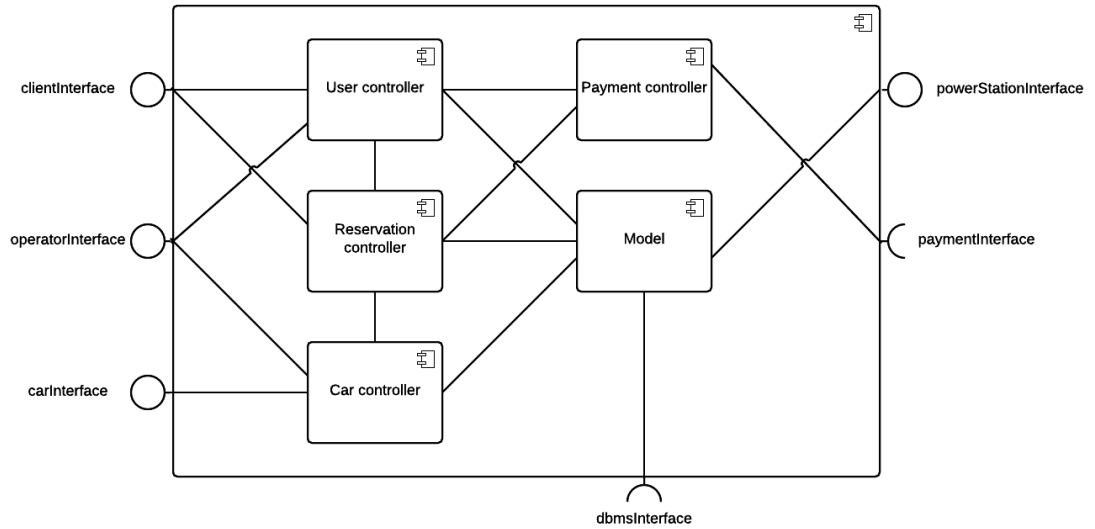 clientInterface
User controller
Payment controller
powerStationInterface
operatorInterface
Reservation
controller
Model
paymentInterface
carInterface
Car controller
dbmsInterface